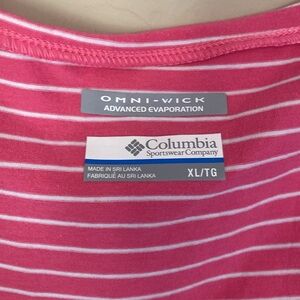 OMNI-WICK
ADVANCED EVAPORATION
Columbia
Sportswear Company
MADE IN SRI LANKA
FABRIQUÉ AU SRI LANKA
XL/TG